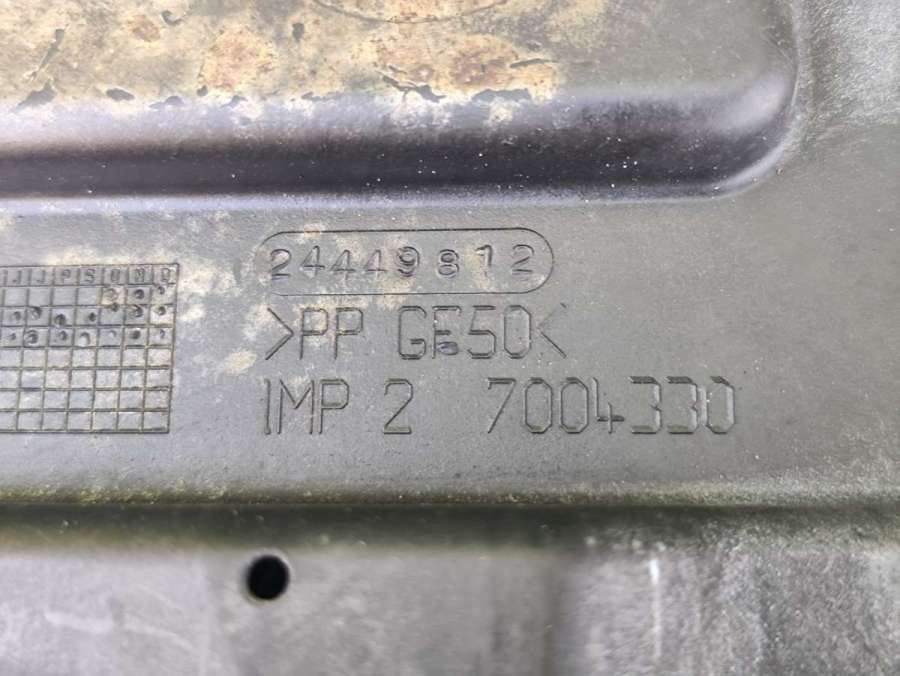 24449812
>PP GF50<
IMP 2 7004330
J J P S O N D